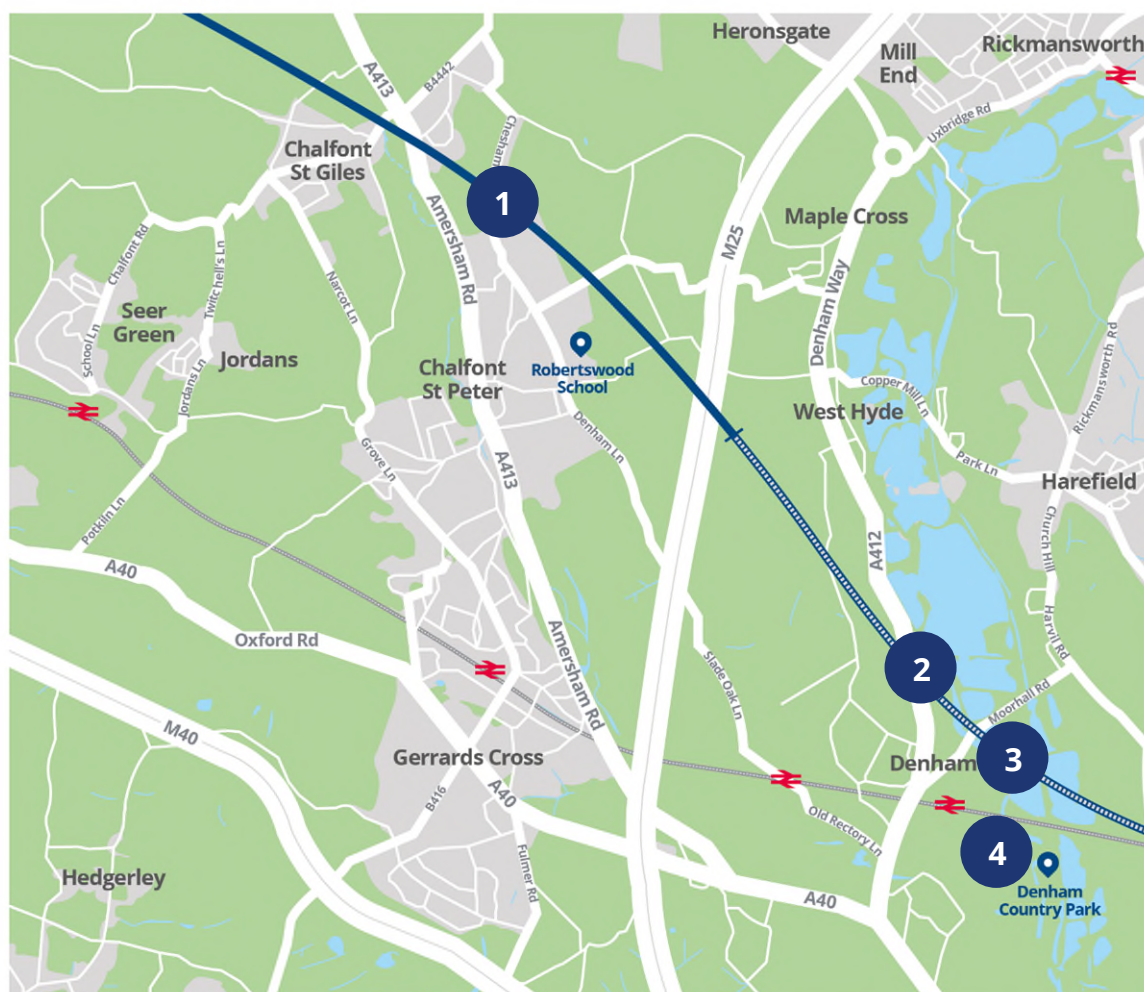 Heronsgate
Mill
End
Rickmansworth
A413
B4442
Uxbridge Rd
Chesham
Chalfont
St Giles
1
Maple Cross
M25
Chalfont Rd
Twitchell's Ln
Amersham Rd
Narcot Ln
Denham Way
Seer
Green
School Ln
Jordans
Jordans Ln
Robertswood
School
Chalfont
St Peter
Copper Mill Ln
West Hyde
Rickmansworth Rd
Denham Ln
Grove Ln
A413
Park Ln
Harefield
Potkiln Ln
A412
Church Hill
A40
Oxford Rd
Amersham Rd
Harvil Rd
2
Slade Oak Ln
Moorhall Rd
M40
Gerrards Cross
Denham
3
B416
A40
Old Rectory Ln
4
Hedgerley
Fulmer Rd
A40
Denham
Country Park